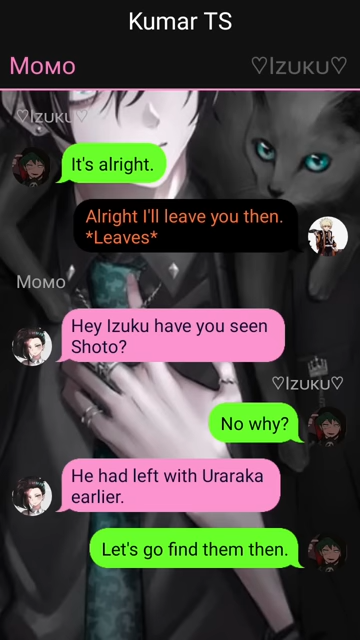 Kumar TS
Momo ♡Izuku♡
♡Izuku♡
It's alright.
Alright I'll leave you then.
*Leaves*
Momo
Hey Izuku have you seen
Shoto?
♡Izuku♡
No why?
He had left with Uraraka
earlier.
Let's go find them then.